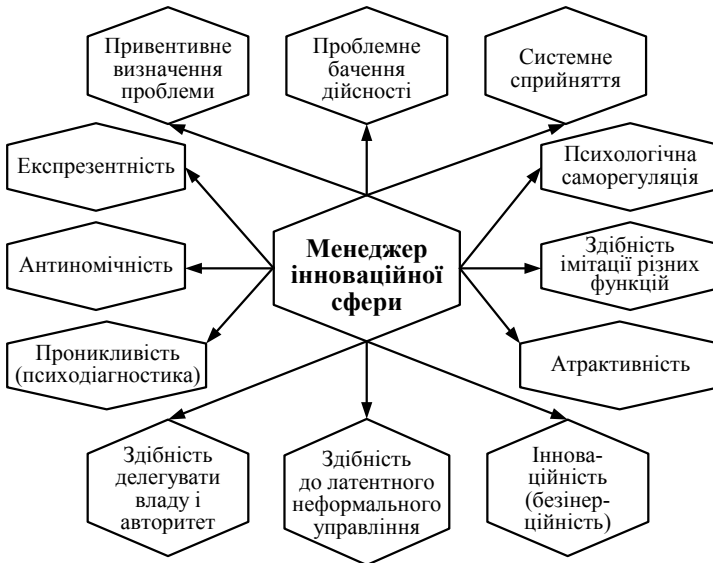 Привентивне
визначення
проблеми
Проблемне
бачення
дійсності
Системне
сприйняття
Експрезентність
Психологічна
саморегуляція
Менеджер
інноваційної
сфери
Антиномічність
Здібність
імітації різних
функцій
Проникливість
(психодіагностика)
Атрактивність
Здібність
делегувати
владу і
авторитет
Здібність
до латентного
неформального
управління
Іннова-
ційність
(безінер-
ційність)